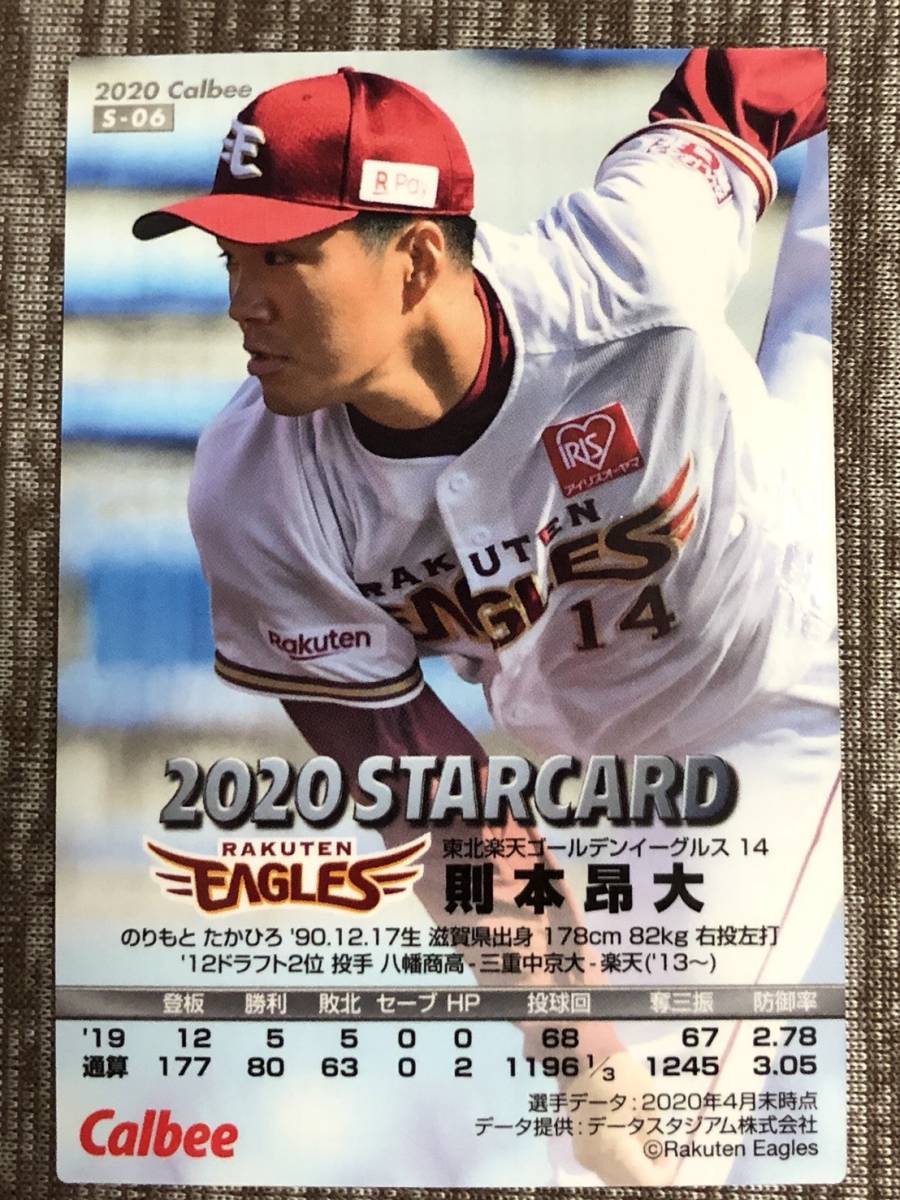 2020 Calbee
S-06
E
R Pay
IRIS
アイリスオーヤマ
RAKUTEN
EAGLES
14
Rakuten
2020 STARCARD
RAKUTEN
EAGLES
東北楽天ゴールデンイーグルス 14
則本昂大
のりもと たかひろ '90.12.17生 滋賀県出身 178cm 82kg 右投左打
'12ドラフト2位 投手 八幡商高-三重中京大-楽天('13~)
登板 勝利 敗北 セーブ HP 投球回 奪三振 防御率
'19 12 5 5 0 0 68 67 2.78
通算 177 80 63 0 2 1196 1/3 1245 3.05
選手データ:2020年4月末時点
データ提供:データスタジアム株式会社
©Rakuten Eagles
Calbee